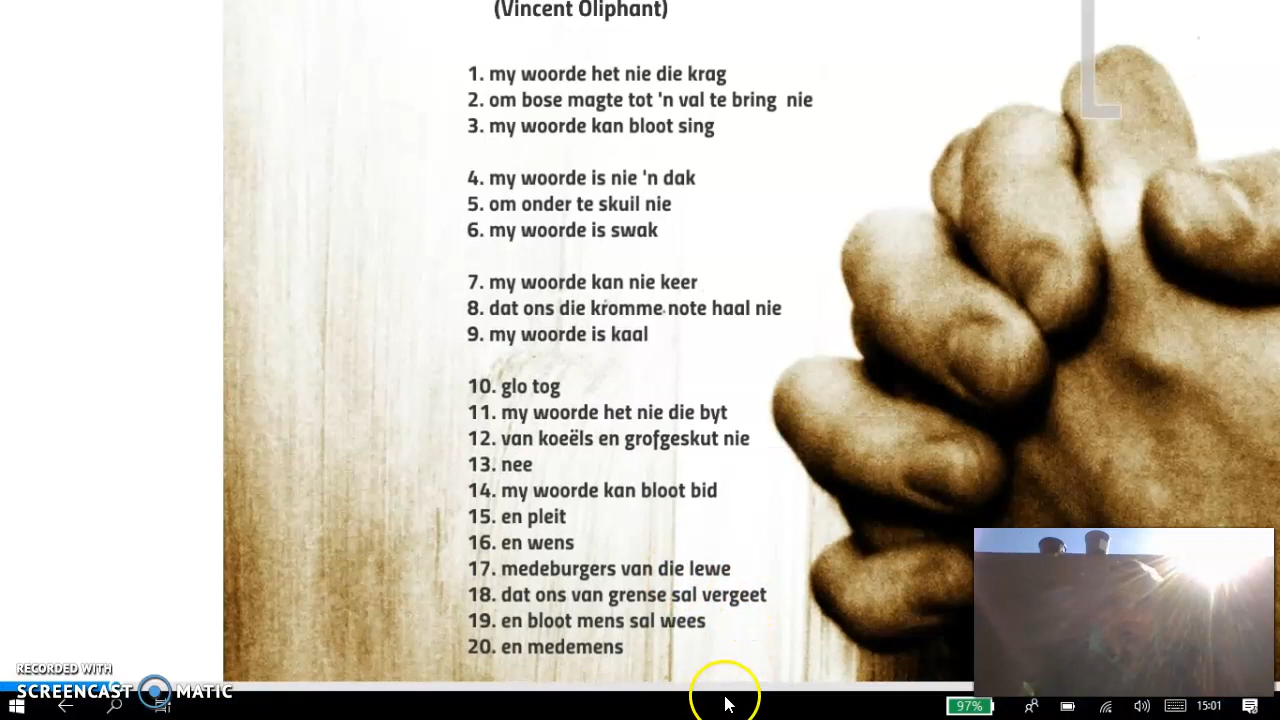 (Vincent Oliphant)
1. my woorde het nie die krag
2. om bose magte tot 'n val te bring nie
3. my woorde kan bloot sing
4. my woorde is nie 'n dak
5. om onder te skuil nie
6. my woorde is swak
7. my woorde kan nie keer
8. dat ons die kromme note haal nie
9. my woorde is kaal
10. glo tog
11. my woorde het nie die byt
12. van koeëls en grofgeskut nie
13. nee
14. my woorde kan bloot bid
15. en pleit
16. en wens
17. medeburgers van die lewe
18. dat ons van grense sal vergeet
19. en bloot mens sal wees
20. en medemens
RECORDED WITH
SCREENCAST MATIC
97%
15:01